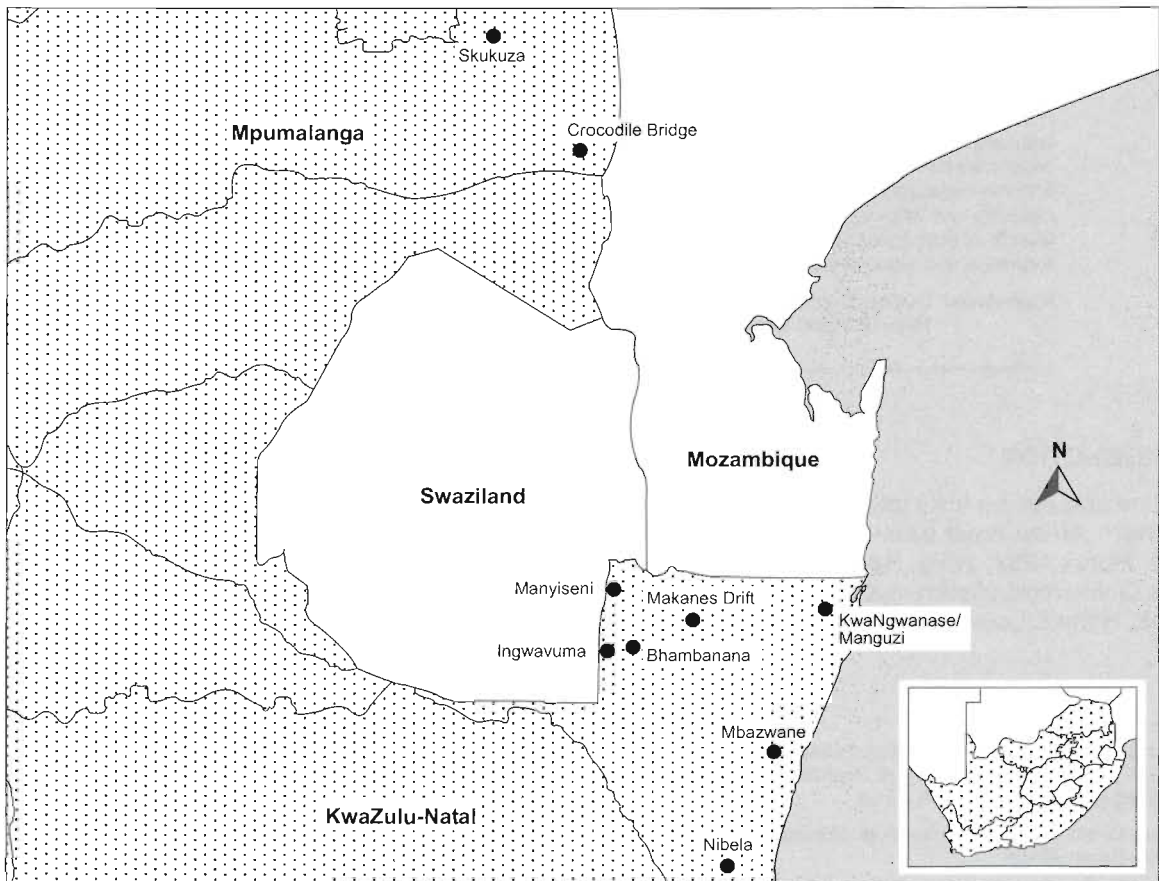 Skukuza
Mpumalanga
Crocodile Bridge
Mozambique
N
Swaziland
Manyiseni
Makanes Drift
KwaNgwanase/
Manguzi
Ingwavuma
Bhambanana
Mbazwane
KwaZulu-Natal
Nibela